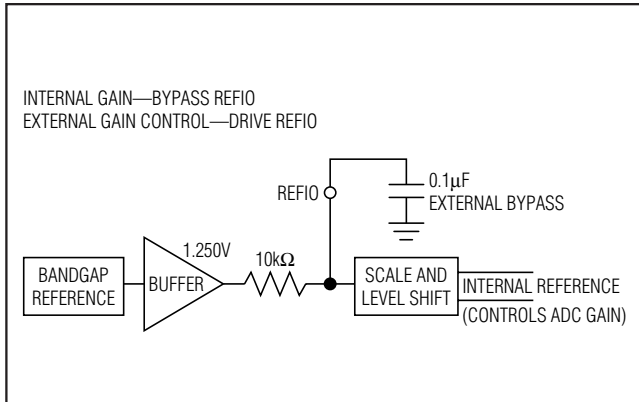 INTERNAL GAIN—BYPASS REFIO
EXTERNAL GAIN CONTROL—DRIVE REFIO
REFIO
0.1µF
EXTERNAL BYPASS
1.250V
10kΩ
BANDGAP
REFERENCE
BUFFER
SCALE AND
LEVEL SHIFT
INTERNAL REFERENCE
(CONTROLS ADC GAIN)